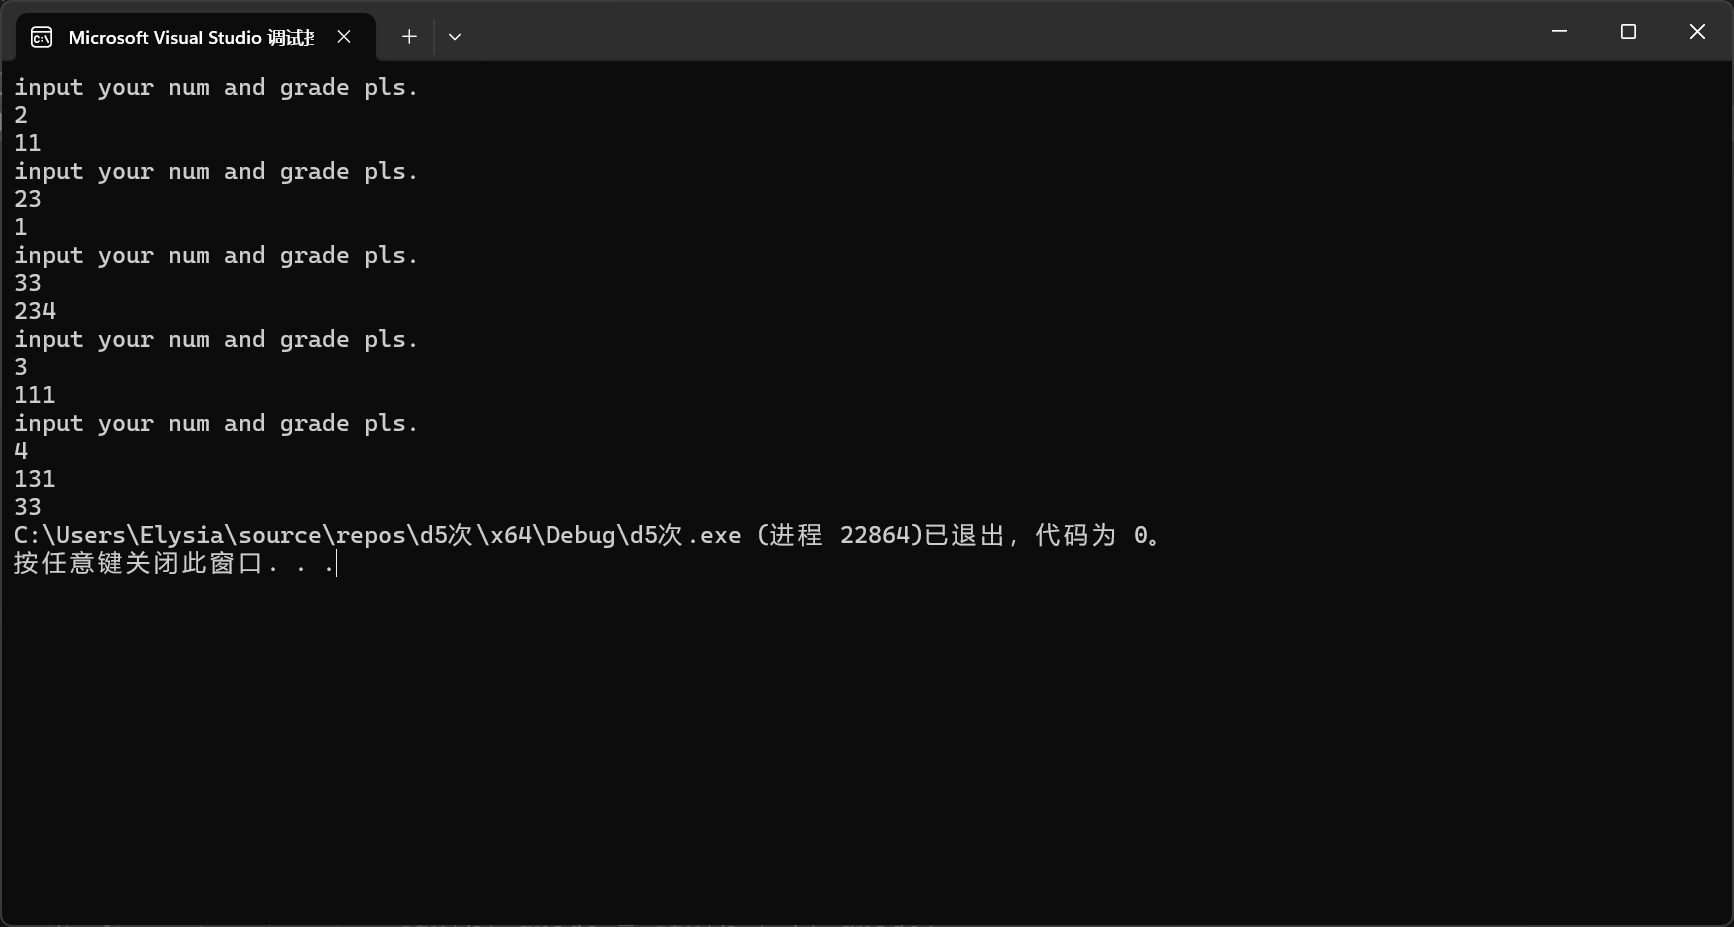 Microsoft Visual Studio 调试
input your num and grade pls.
2
11
input your num and grade pls.
23
1
input your num and grade pls.
33
234
input your num and grade pls.
3
111
input your num and grade pls.
4
131
33
C:\Users\Elysia\source\repos\d5次\x64\Debug\d5次.exe (进程 22864)已退出，代码为 0。
按任意键关闭此窗口. . .